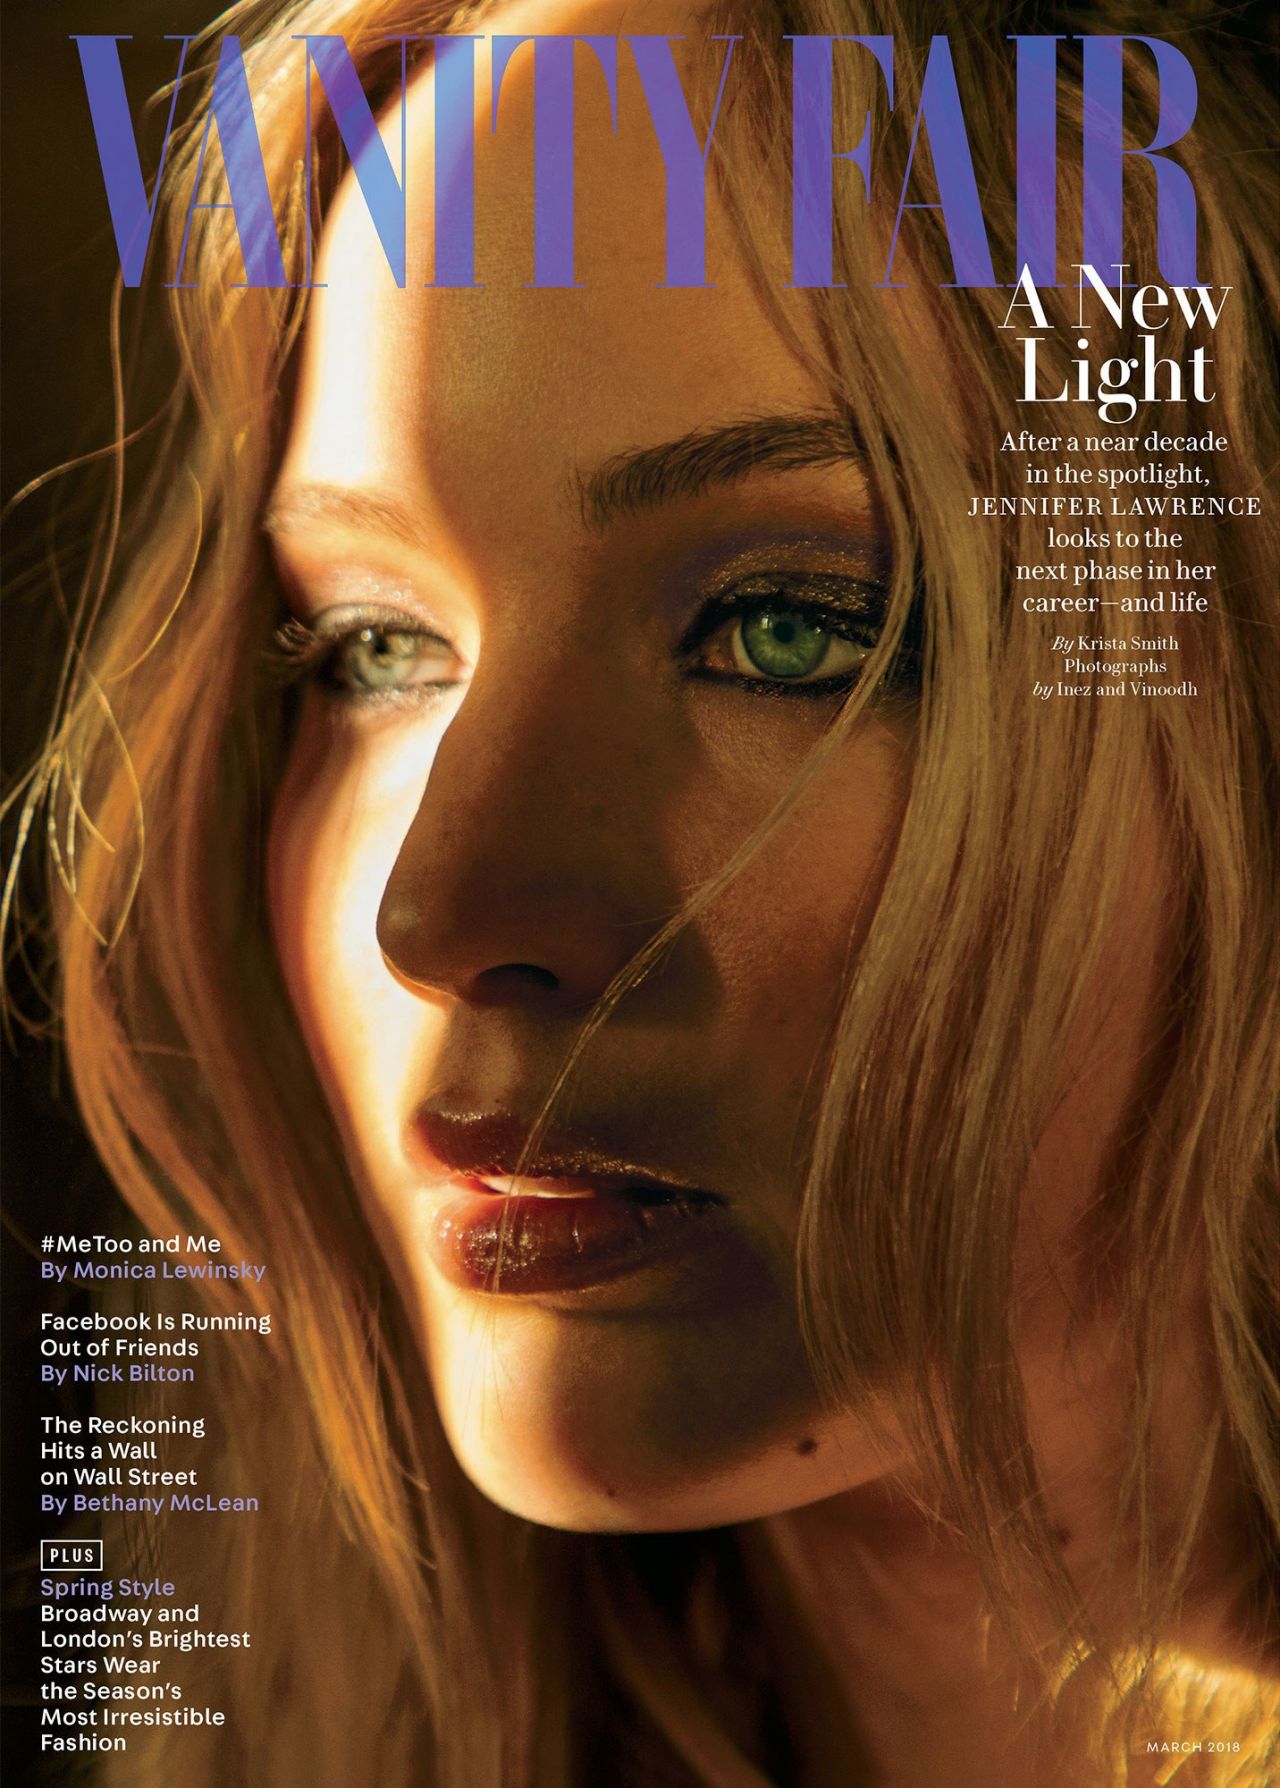 VANITY FAIR
A New
Light
After a near decade
in the spotlight,
JENNIFER LAWRENCE
looks to the
next phase in her
career—and life
By Krista Smith
Photographs
by Inez and Vinoodh
#MeToo and Me
By Monica Lewinsky
Facebook Is Running
Out of Friends
By Nick Bilton
The Reckoning
Hits a Wall
on Wall Street
By Bethany McLean
PLUS
Spring Style
Broadway and
London’s Brightest
Stars Wear
the Season’s
Most Irresistible
Fashion
MARCH 2018